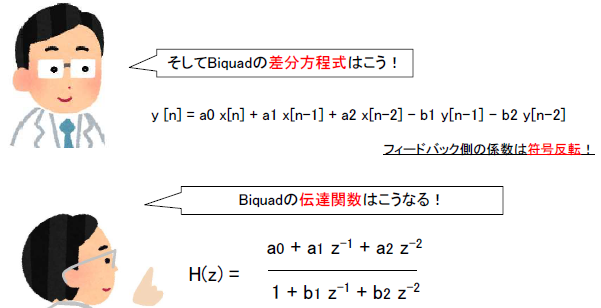 そしてBiquadの差分方程式はこう！
y [n] = a0 x[n] + a1 x[n-1] + a2 x[n-2] − b1 y[n-1] − b2 y[n-2]
フィードバック側の係数は符号反転！
Biquadの伝達関数はこうなる！
a0 + a1 z⁻¹ + a2 z⁻²
H(z) =
1 + b1 z⁻¹ + b2 z⁻²